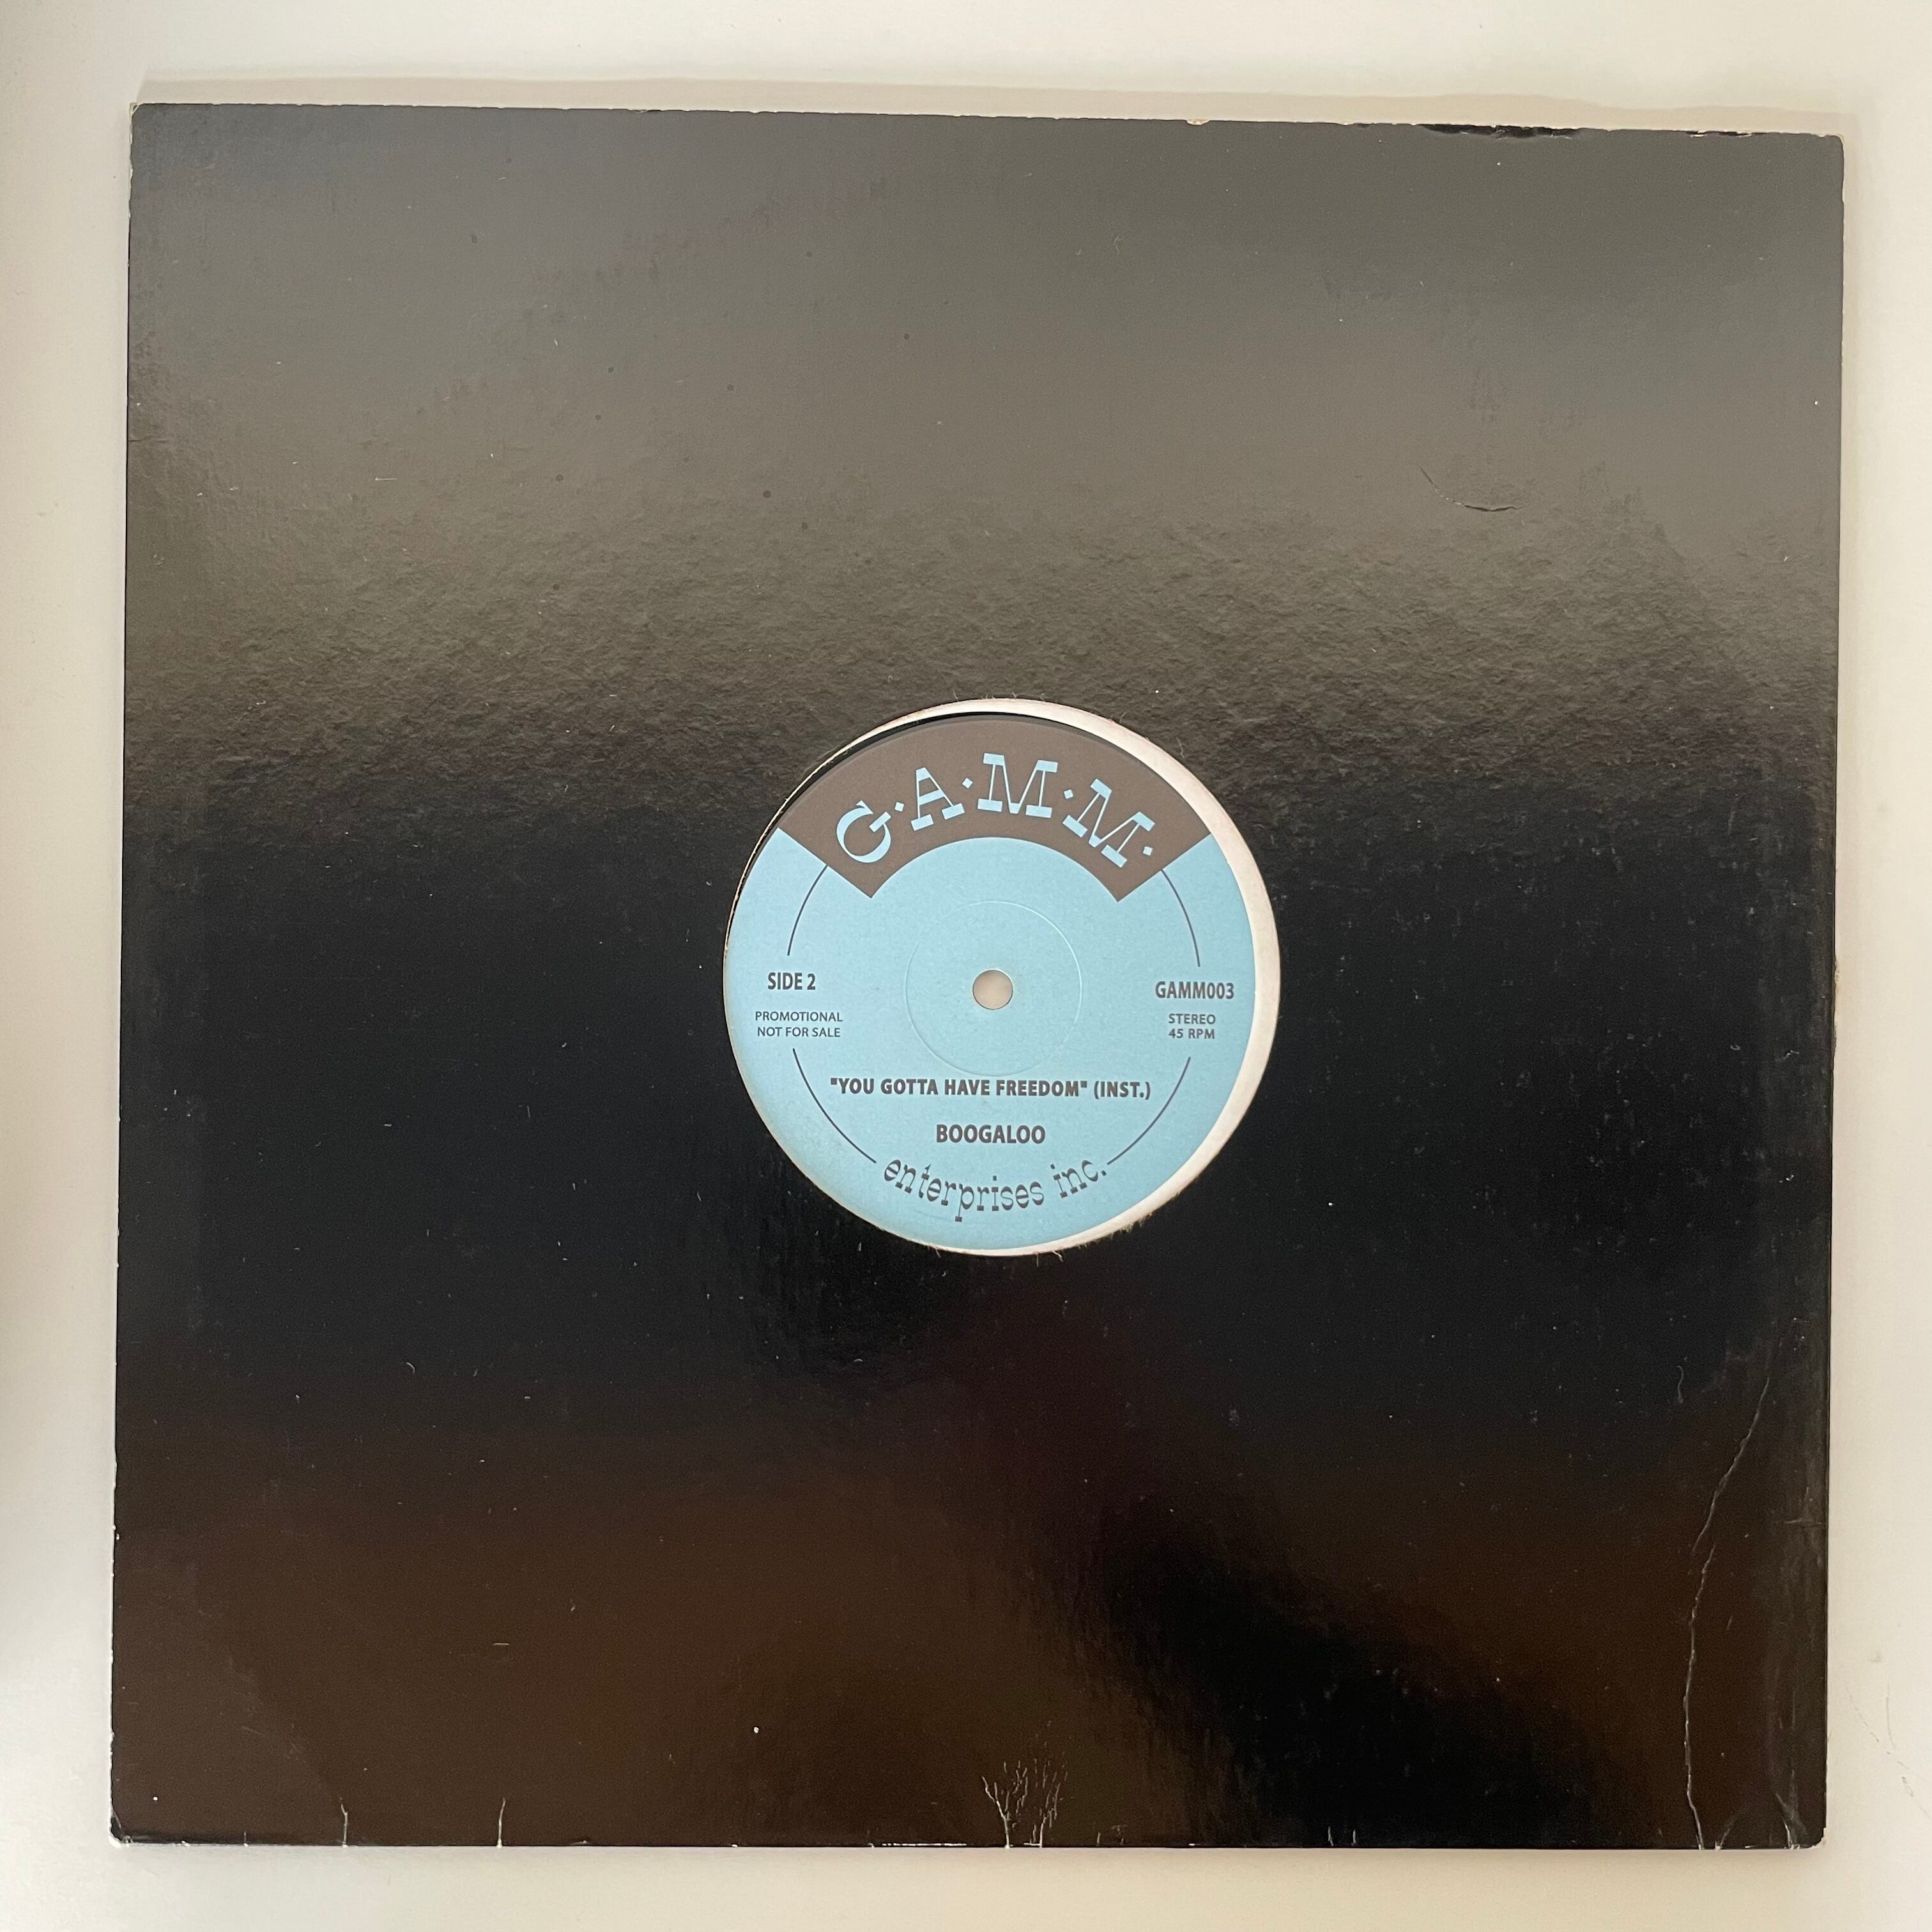 G·A·M·M·
SIDE 2
PROMOTIONAL
NOT FOR SALE
GAMM003
STEREO
45 RPM
"YOU GOTTA HAVE FREEDOM" (INST.)
BOOGALOO
enterprises inc.